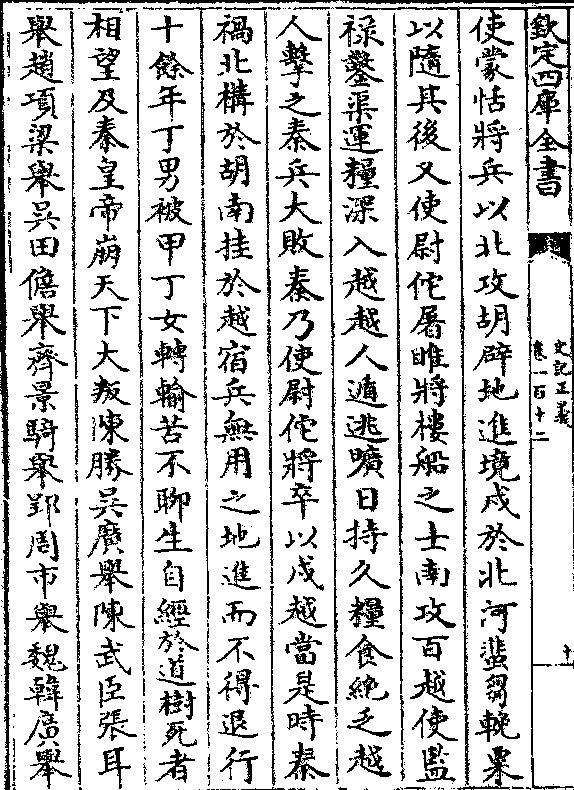 欽定四庫全書
史記正義
卷一百十二
十
使蒙恬將兵以北攻胡辟地進境戍於北河蜚芻輓粟
以隨其後又使尉佗屠睢將樓船之士南攻百越使監
祿鑿渠運糧深入越越人遁逃曠日持久糧食絶乏越
人擊之秦兵大敗秦乃使尉佗將卒以戍越當是時秦
禍北構於胡南挂於越宿兵無用之地進而不得退行
十餘年丁男被甲丁女轉輸苦不聊生自經於道樹死者
相望及秦皇帝崩天下大叛陳勝吳廣舉陳武臣張耳
舉趙項梁舉吳田儋舉齊景駒舉郢周巿舉魏韓廣舉